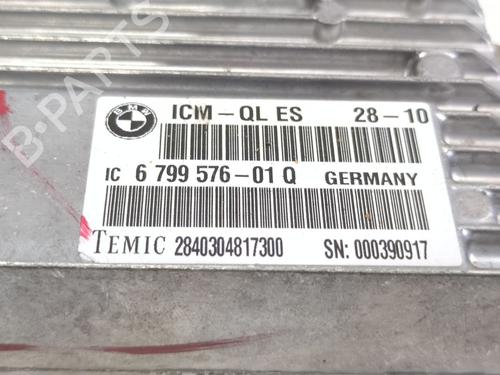 B-PARTS
BMW
ICM-QL ES 28-10
IC 6 799 576-01 Q GERMANY
TEMIC 2840304817300 SN: 000390917